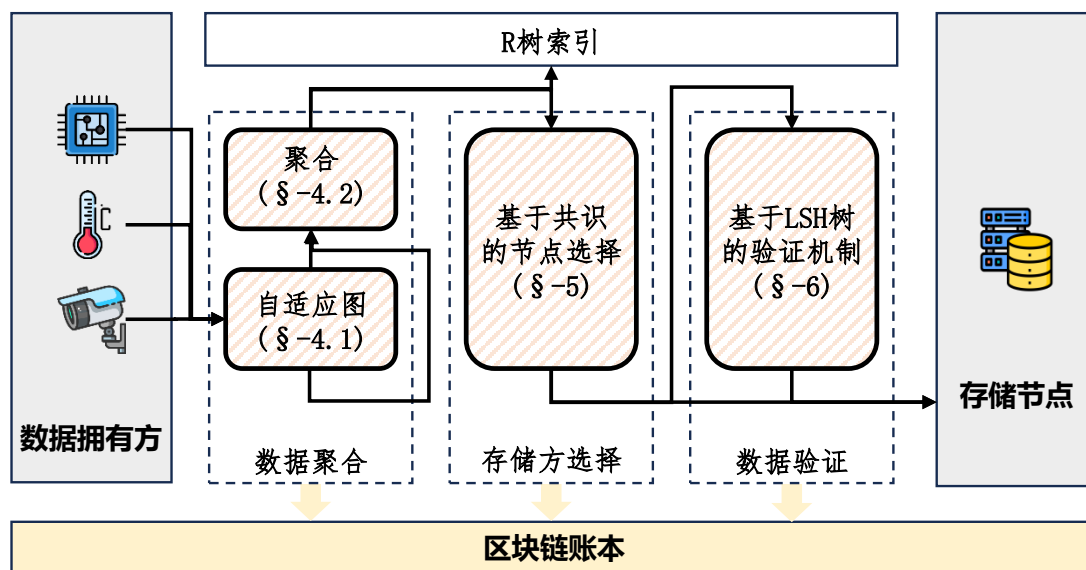 R树索引
℃
聚合
(§-4.2)
自适应图
(§-4.1)
数据聚合
基于共识
的节点选择
(§-5)
存储方选择
基于LSH树
的验证机制
(§-6)
数据验证
数据拥有方
存储节点
区块链账本